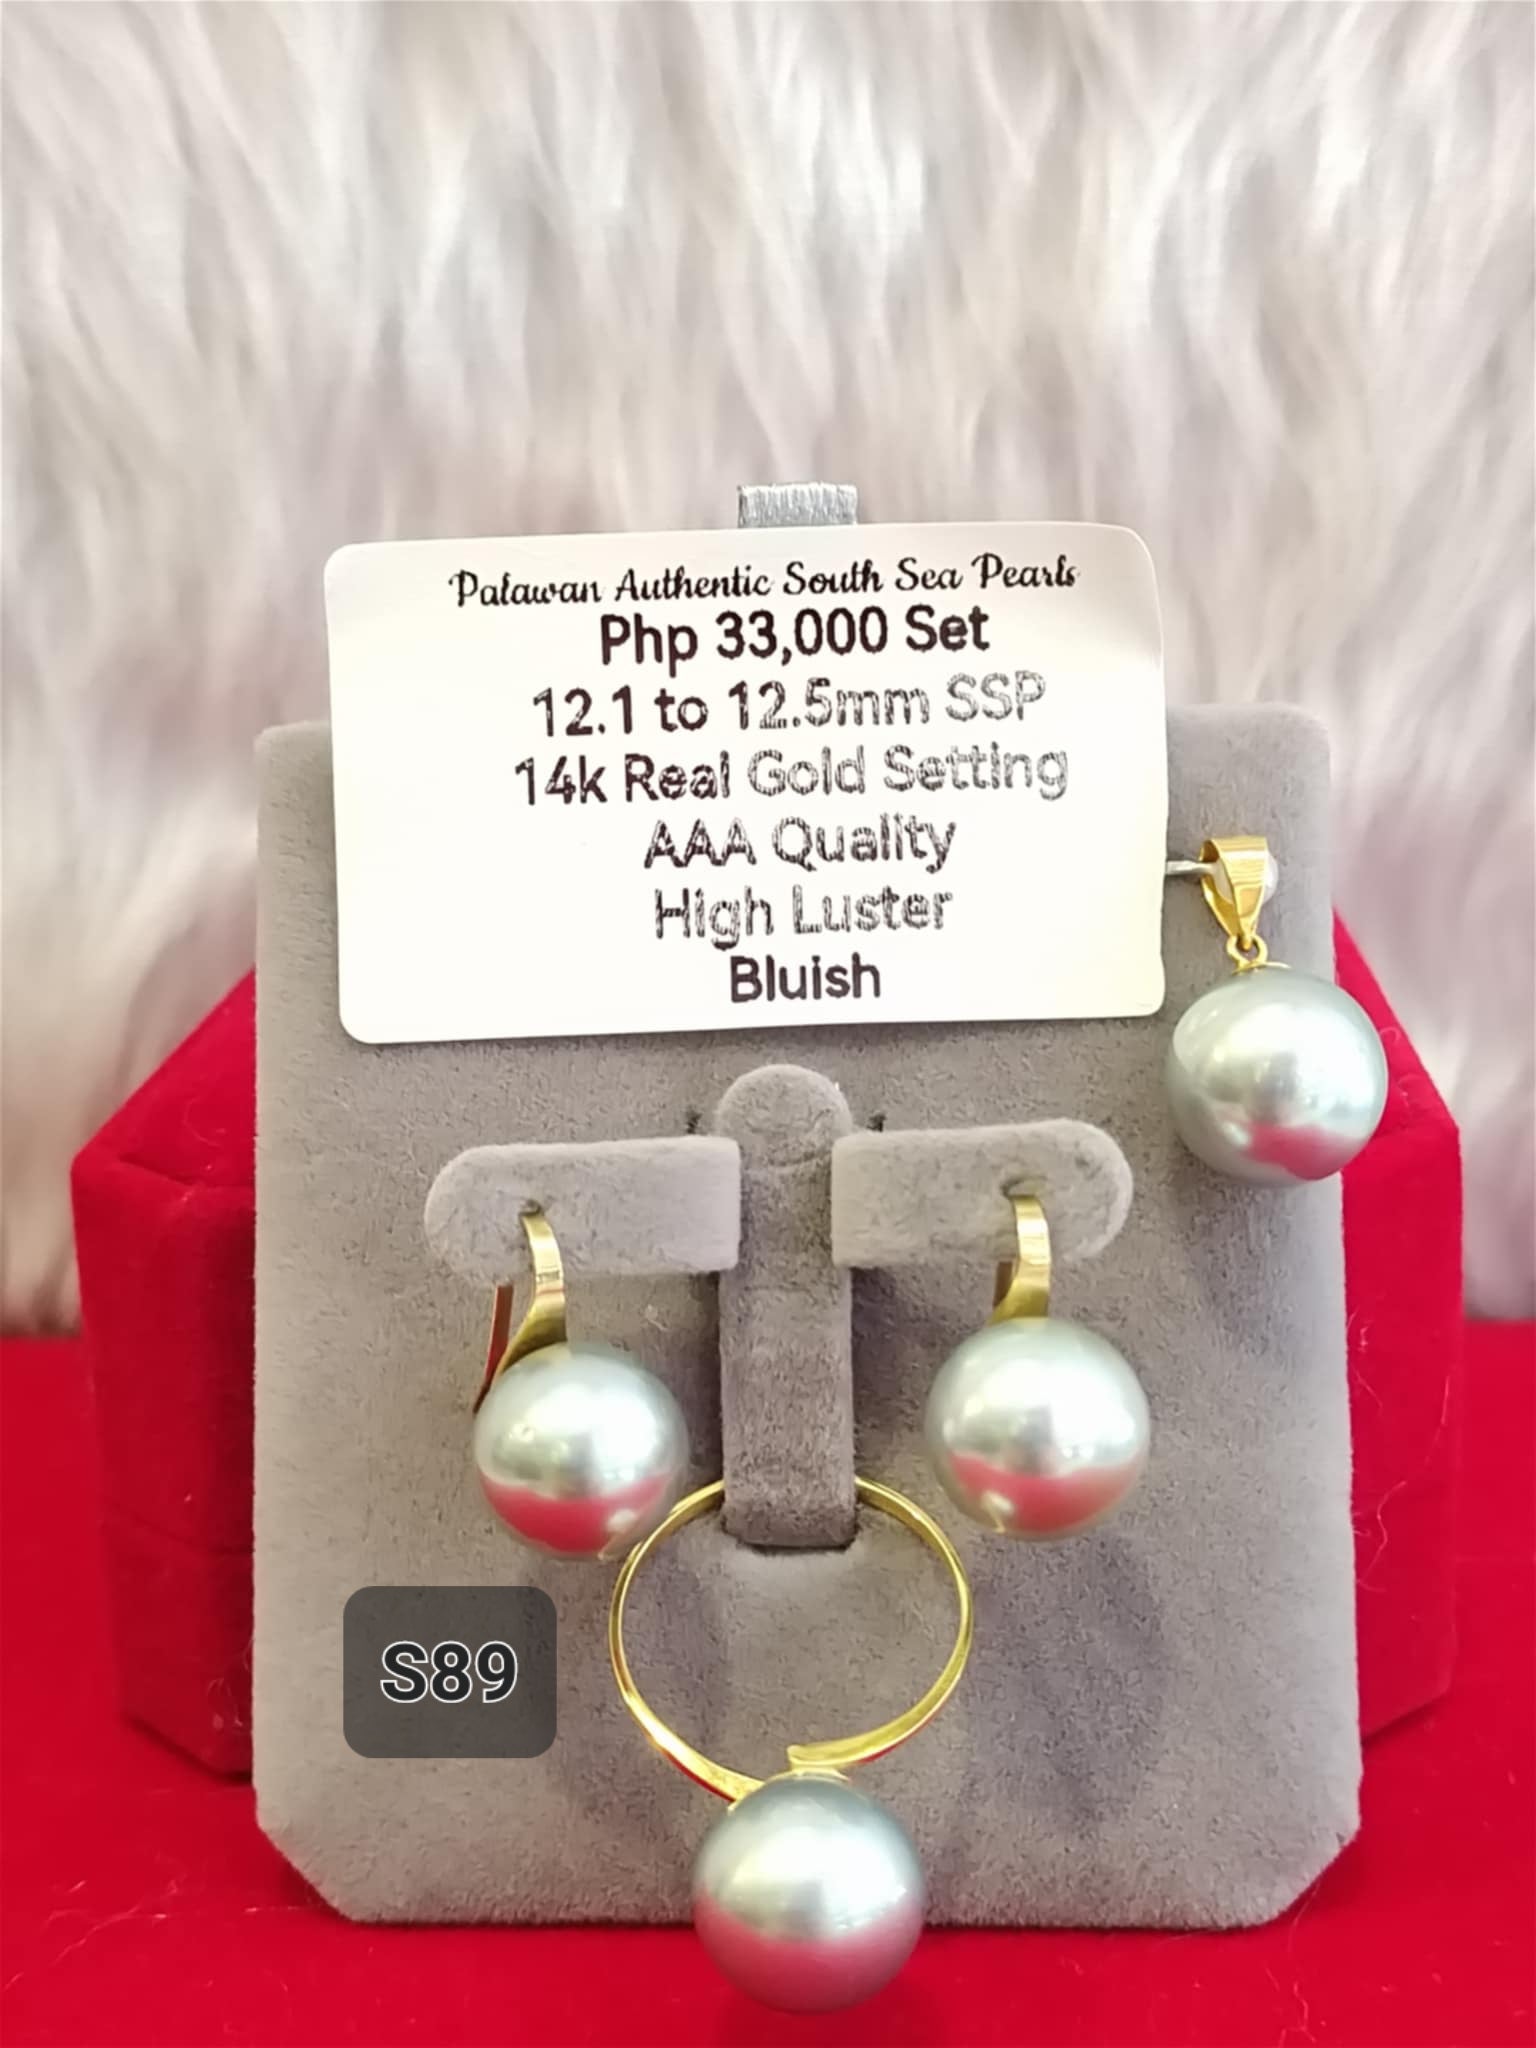 Palawan Authentic South Sea Pearls
Php 33,000 Set
12.1 to 12.5mm SSP
14k Real Gold Setting
AAA Quality
High Luster
Bluish
S89